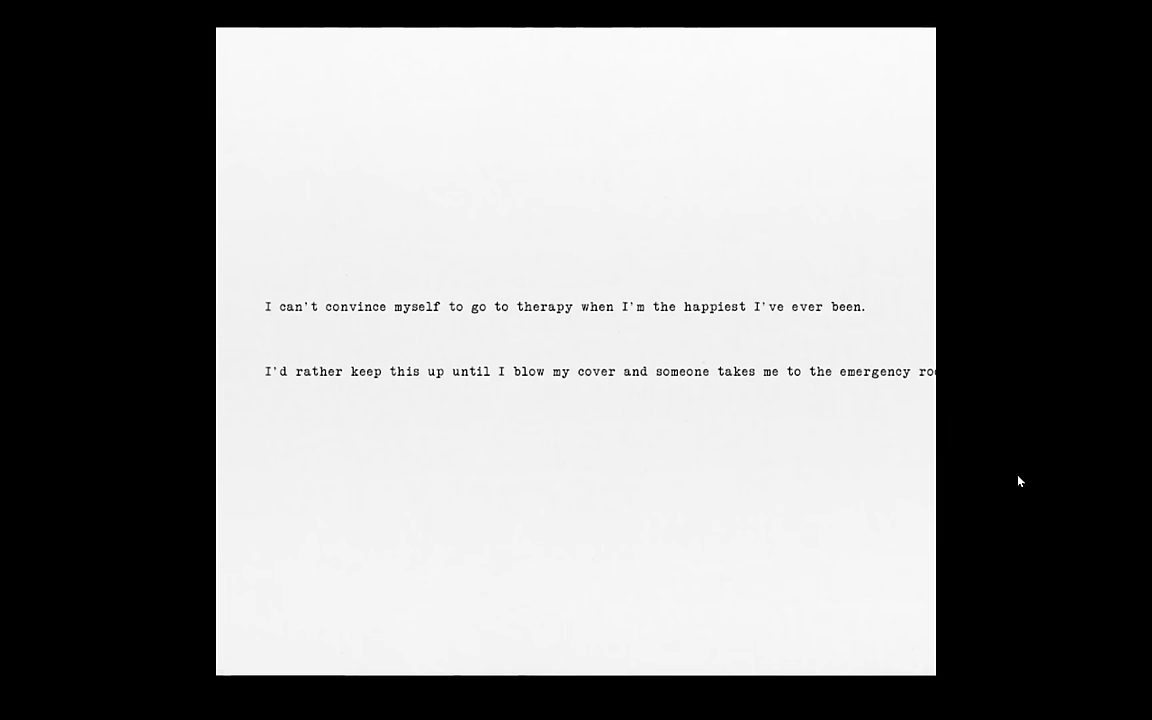 I can't convince myself to go to therapy when I'm the happiest I've ever been.
I'd rather keep this up until I blow my cover and someone takes me to the emergency